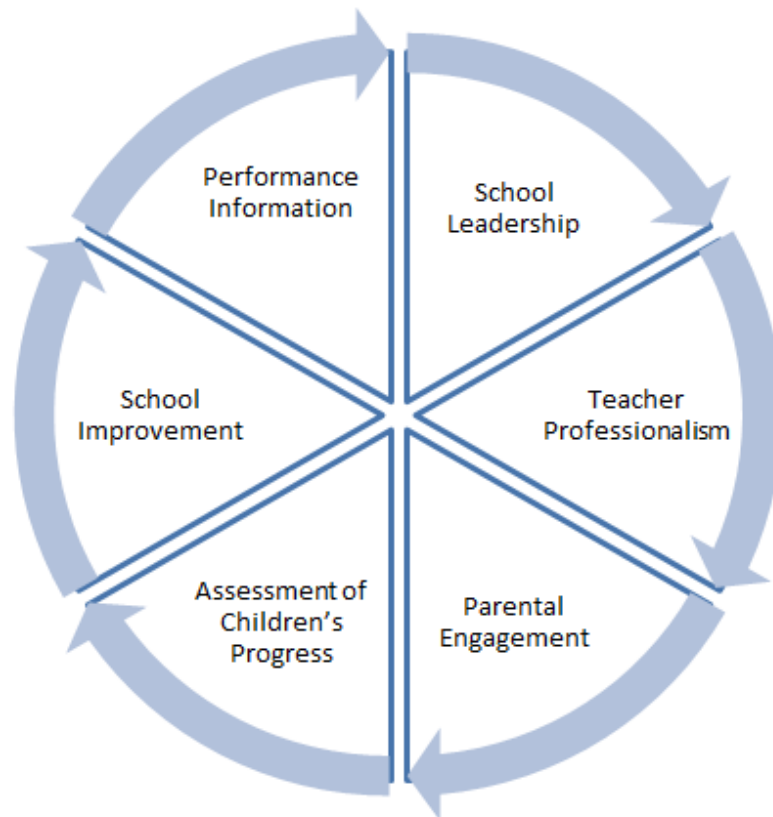 Performance
Information
School
Leadership
Teacher
Professionalism
Parental
Engagement
Assessment of
Children's
Progress
School
Improvement